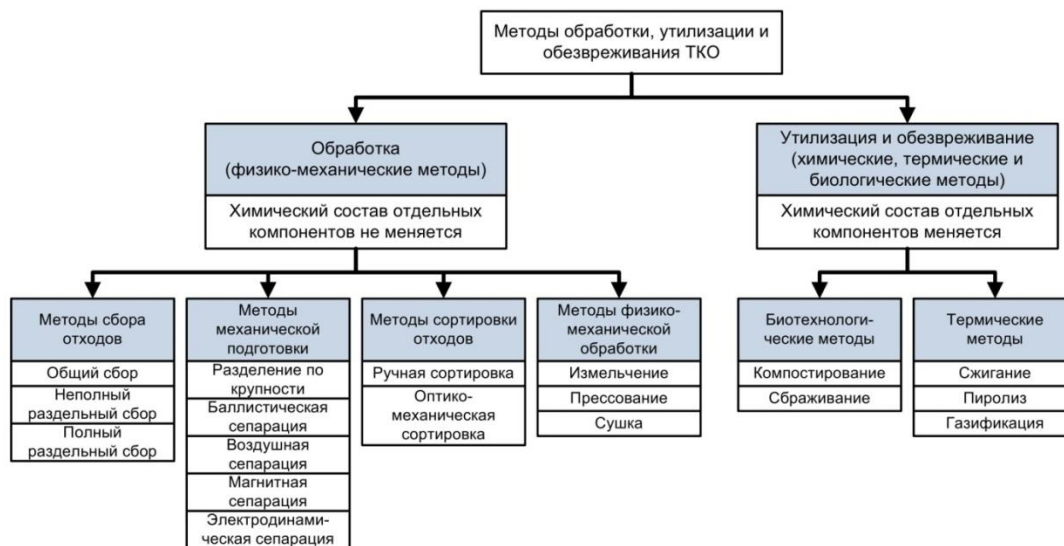 Методы обработки, утилизации и
обезвреживания ТКО
Обработка
(физико-механические методы)
Химический состав отдельных
компонентов не меняется
Утилизация и обезвреживание
(химические, термические и
биологические методы)
Химический состав отдельных
компонентов меняется
Методы сбора
отходов
Общий сбор
Неполный
раздельный сбор
Полный
раздельный сбор
Методы
механической
подготовки
Разделение по
крупности
Баллистическая
сепарация
Воздушная
сепарация
Магнитная
сепарация
Электродинами-
ческая сепарация
Методы сортировки
отходов
Ручная сортировка
Оптико-
механическая
сортировка
Методы физико-
механической
обработки
Измельчение
Прессование
Сушка
Биотехнологи-
ческие методы
Компостирование
Сбраживание
Термические
методы
Сжигание
Пиролиз
Газификация